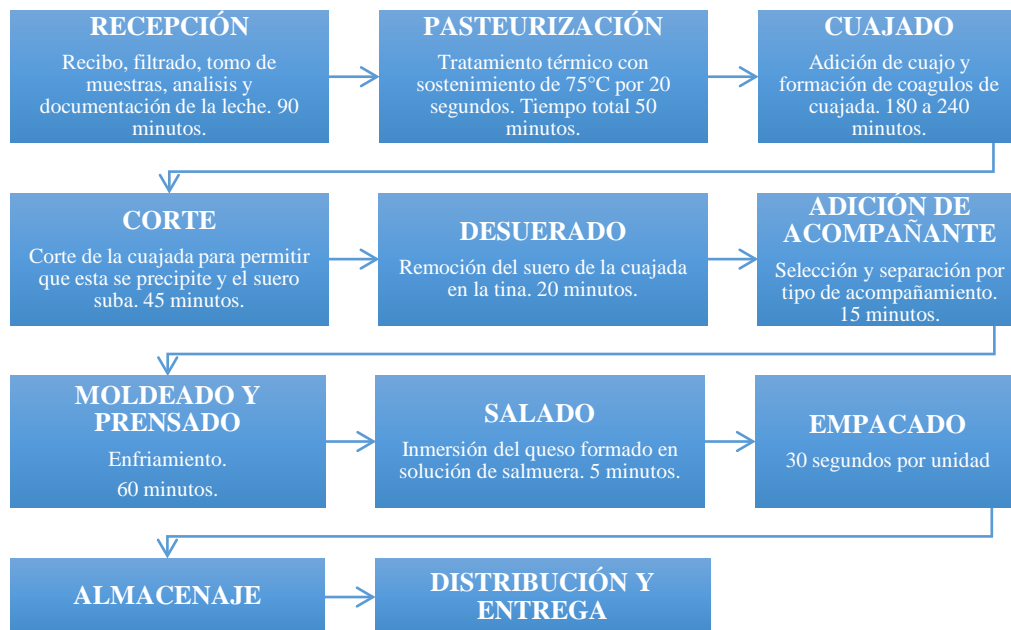 RECEPCIÓN
Recibo, filtrado, tomo de
muestras, analisis y
documentación de la leche. 90
minutos.
PASTEURIZACIÓN
Tratamiento térmico con
sostenimiento de 75°C por 20
segundos. Tiempo total 50
minutos.
CUAJADO
Adición de cuajo y
formación de coagulos de
cuajada. 180 a 240
minutos.
CORTE
Corte de la cuajada para permitir
que esta se precipite y el suero
suba. 45 minutos.
DESUERADO
Remoción del suero de la cuajada
en la tina. 20 minutos.
ADICIÓN DE
ACOMPAÑANTE
Selección y separación por
tipo de acompañamiento.
15 minutos.
MOLDEADO Y
PRENSADO
Enfriamiento.
60 minutos.
SALADO
Inmersión del queso formado en
solución de salmuera. 5 minutos.
EMPACADO
30 segundos por unidad
ALMACENAJE
DISTRIBUCIÓN Y
ENTREGA